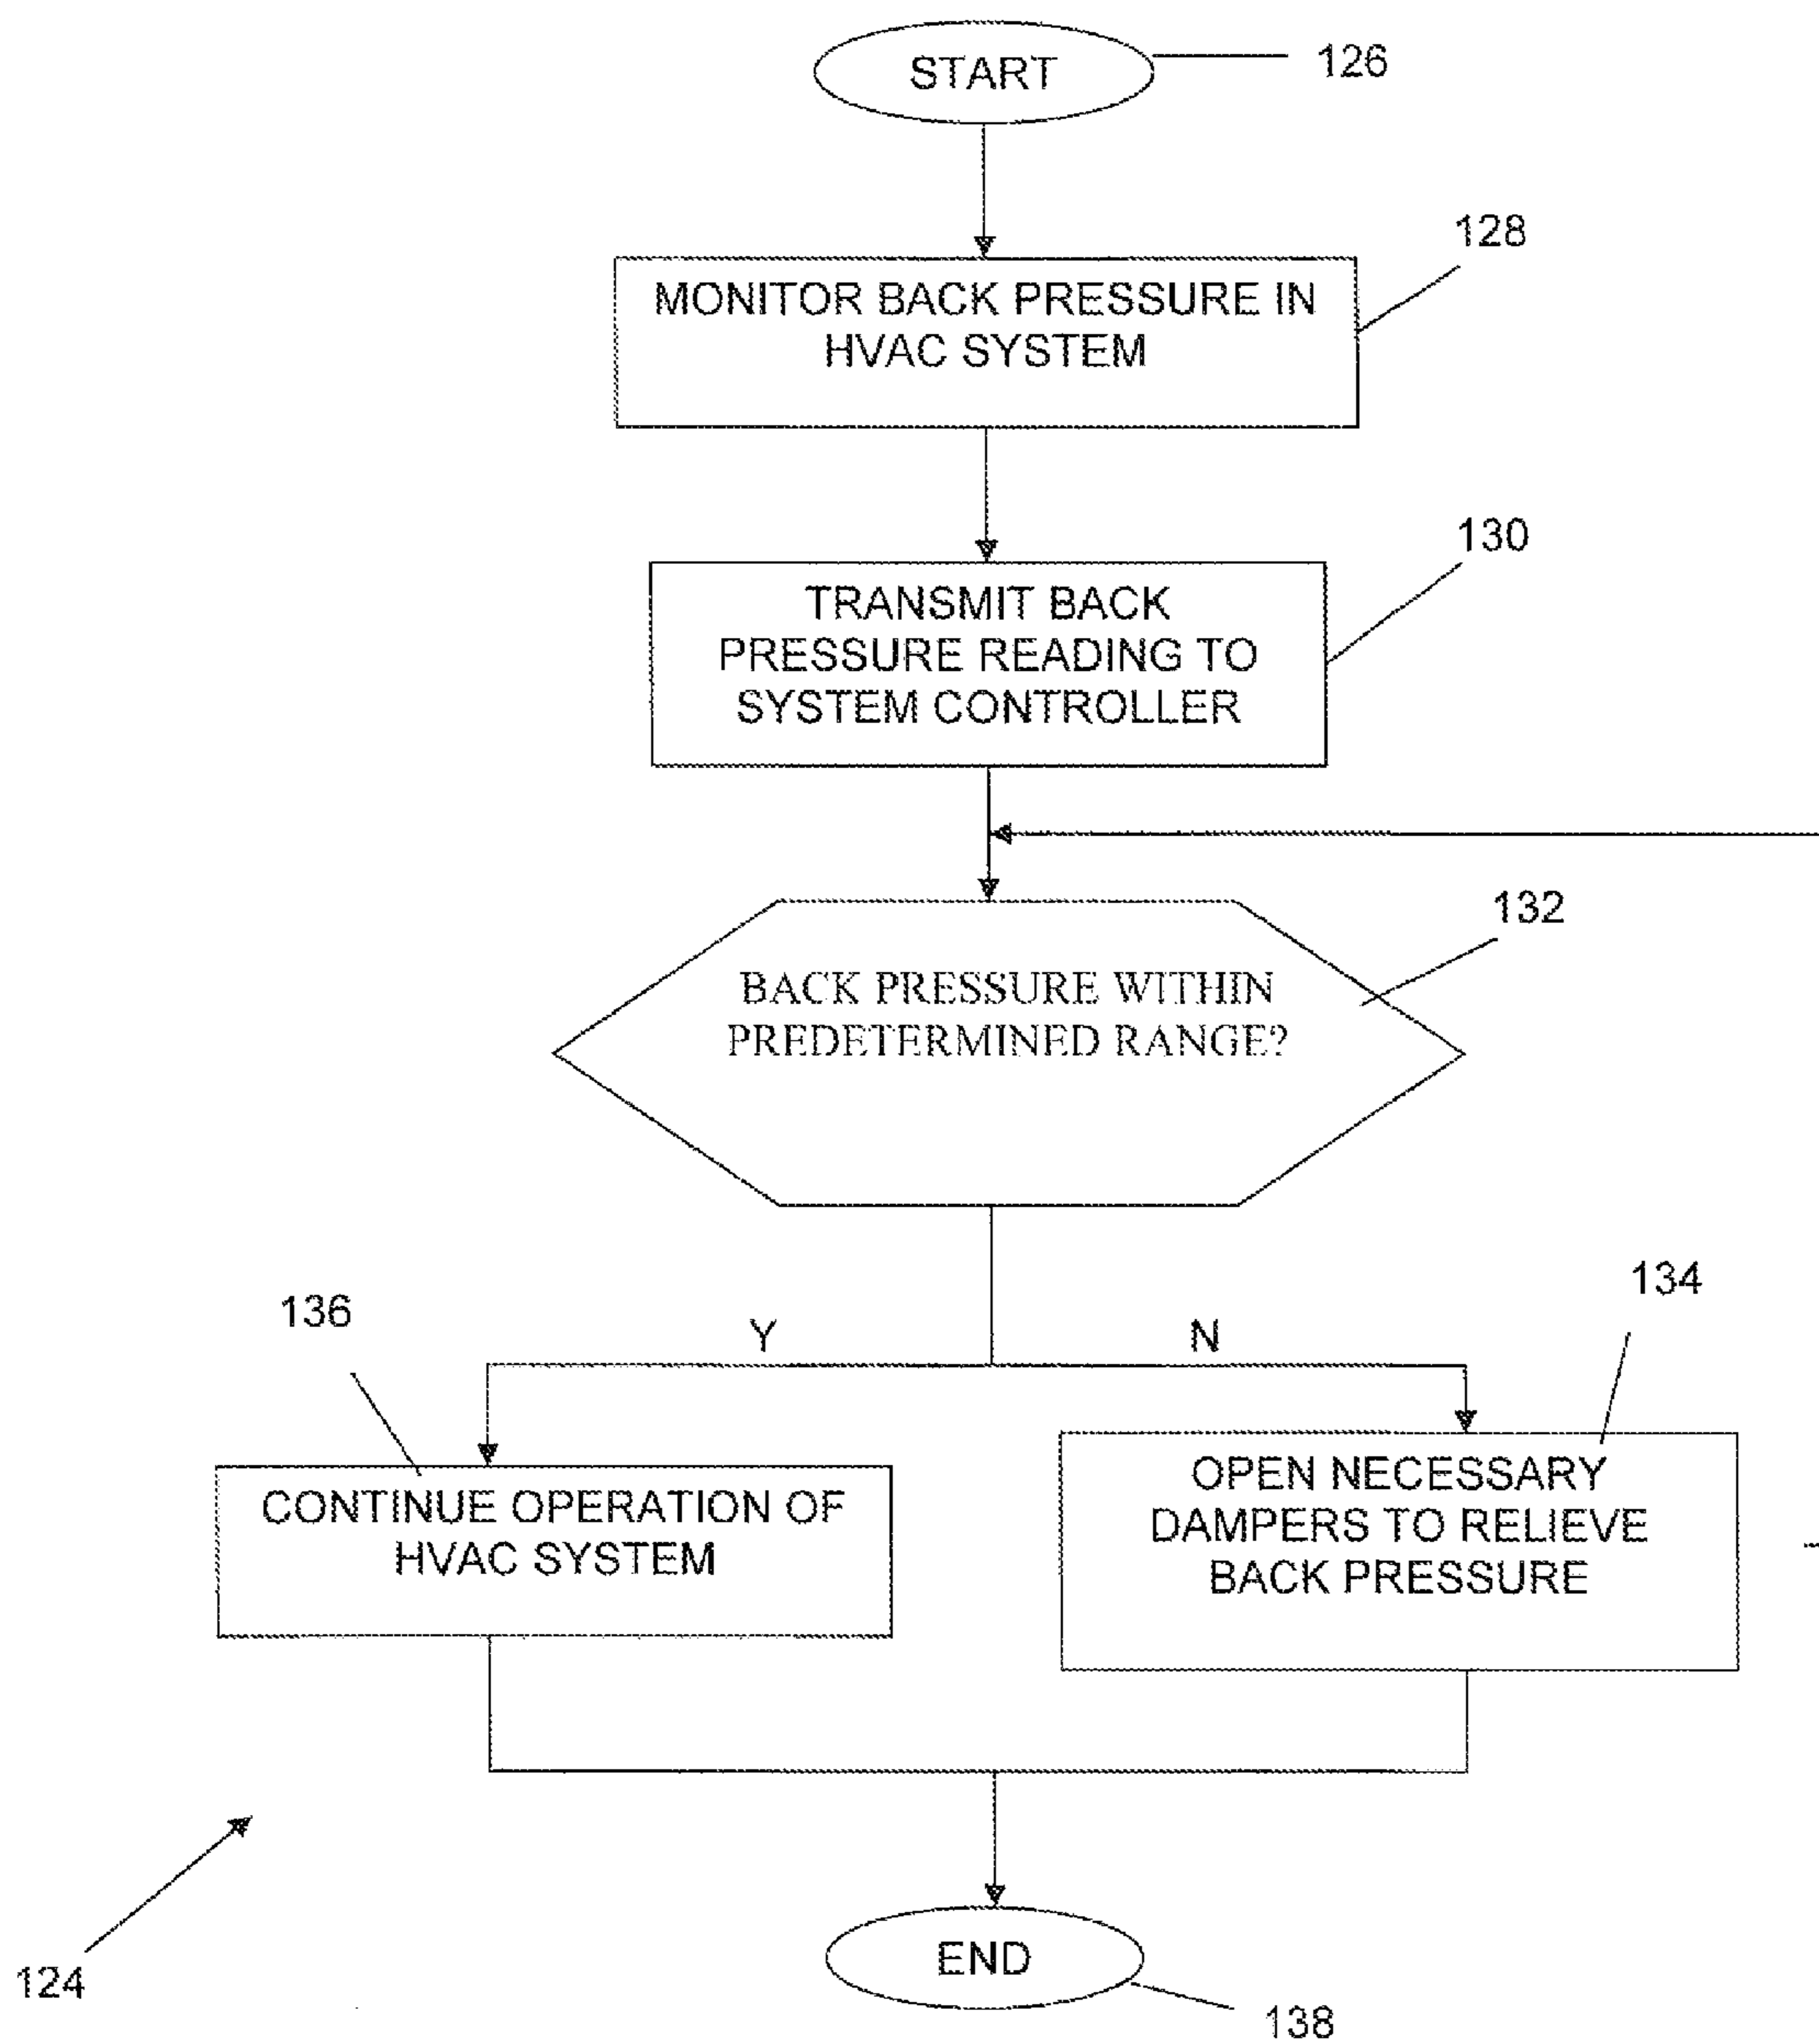 START
126
128
MONITOR BACK PRESSURE IN
HVAC SYSTEM
130
TRANSMIT BACK
PRESSURE READING TO
SYSTEM CONTROLLER
132
BACK PRESSURE WITHIN
PREDETERMINED RANGE?
134
136
Y
N
OPEN NECESSARY
DAMPERS TO RELIEVE
BACK PRESSURE
CONTINUE OPERATION OF
HVAC SYSTEM
END
124
138